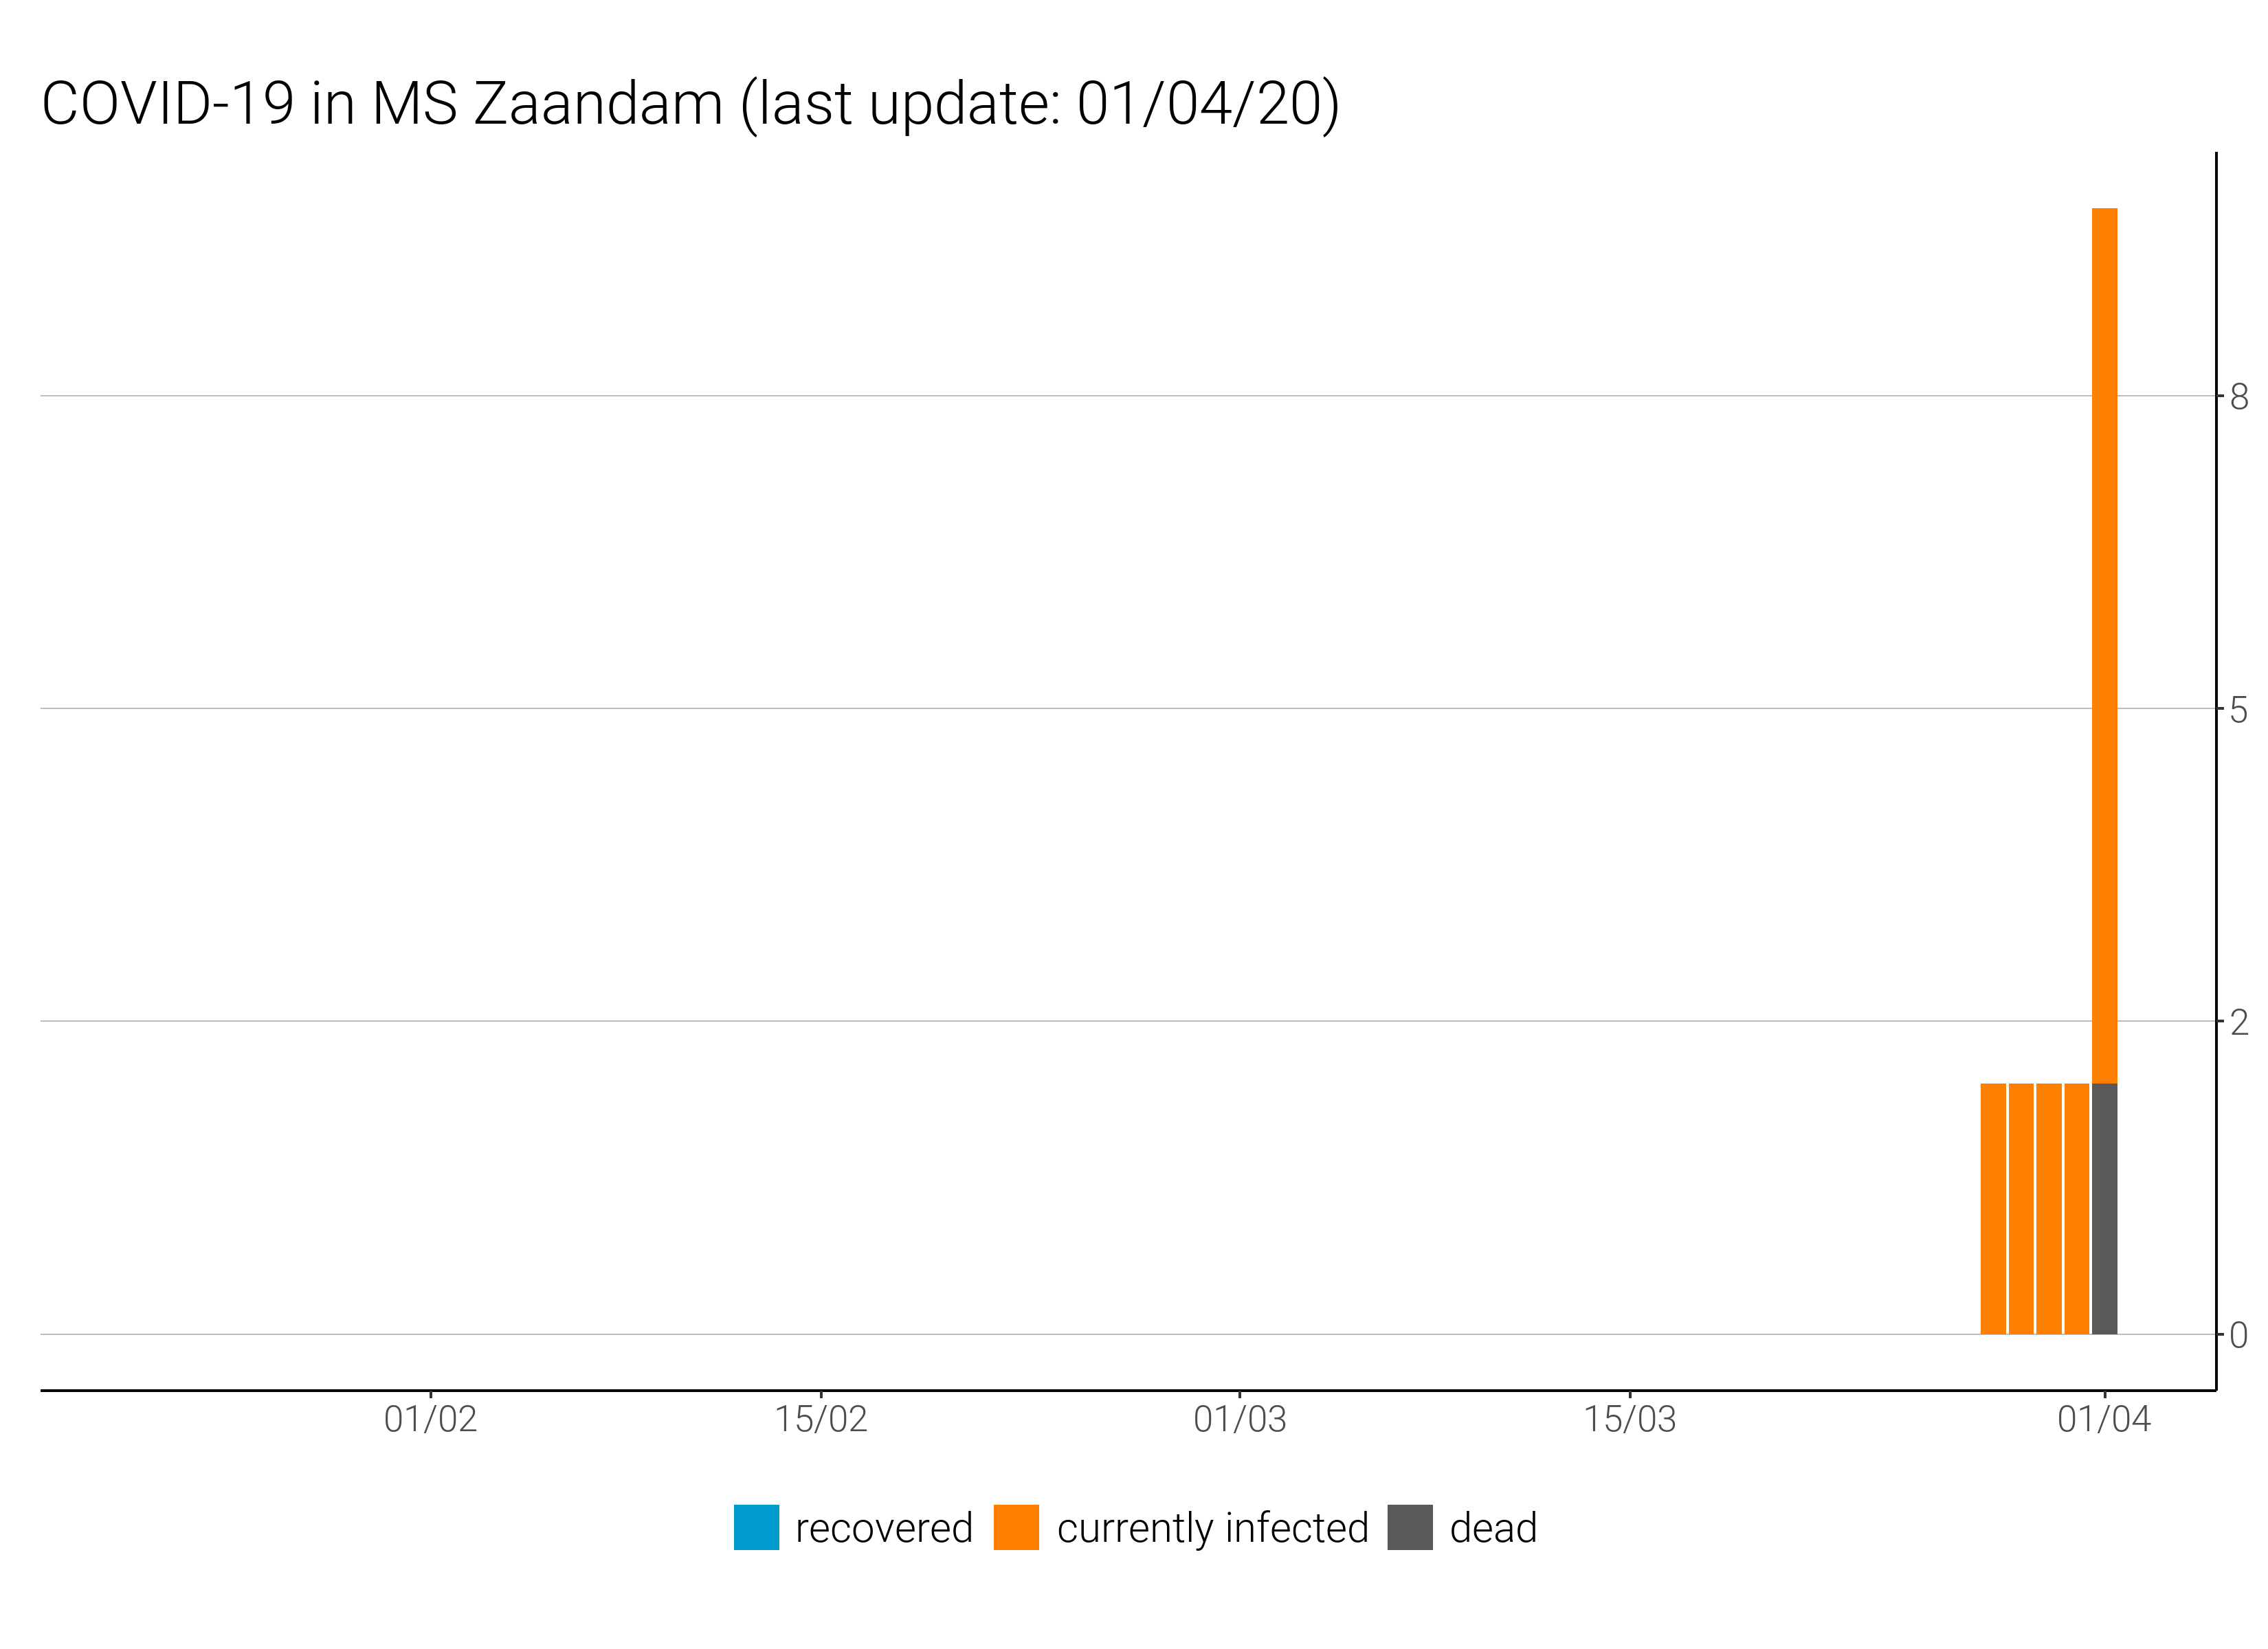 COVID-19 in MS Zaandam (last update: 01/04/20)
8
5
2
0
01/02 15/02 01/03 15/03 01/04
recovered currently infected dead